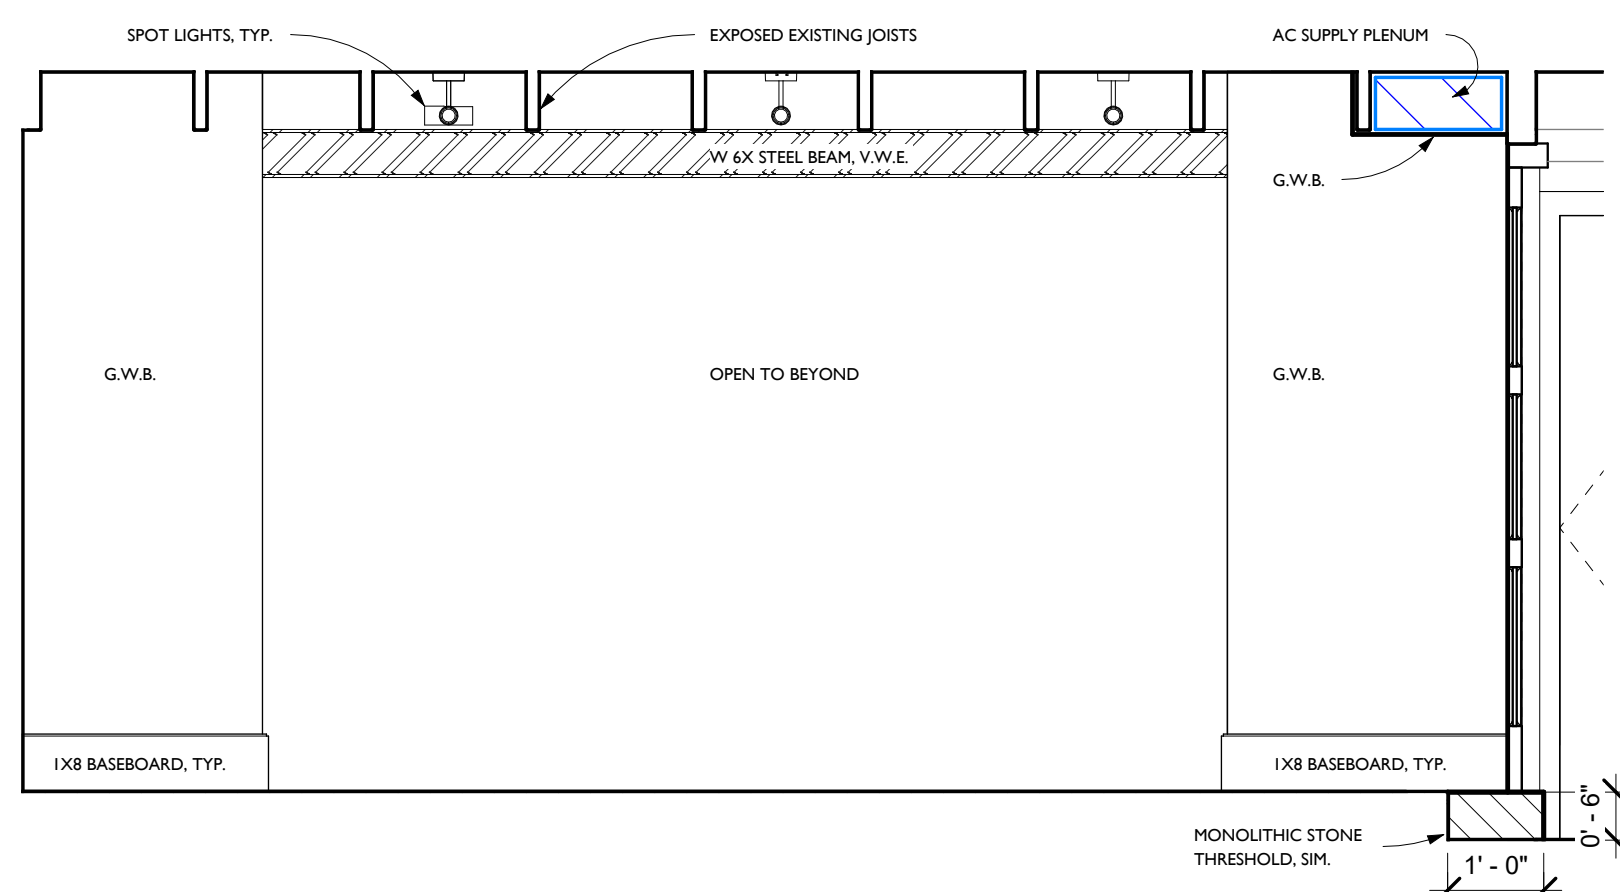 SPOT LIGHTS, TYP.
EXPOSED EXISTING JOISTS
AC SUPPLY PLENUM
W 6X STEEL BEAM, V.W.E.
G.W.B.
G.W.B.
OPEN TO BEYOND
G.W.B.
1X8 BASEBOARD, TYP.
1X8 BASEBOARD, TYP.
0' - 6"
MONOLITHIC STONE
THRESHOLD, SIM.
1' - 0"